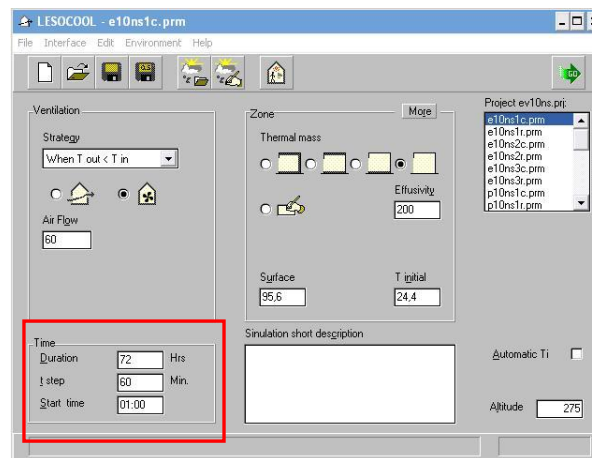 LESOCOOL - e10ns1c.prm
File Interface Edit Environment Help
GO
Ventilation
Strategy
When T out < T in
Air Flow
60
Zone
More
Thermal mass
Effusivity
200
Surface
95,6
T initial
24,4
Project ev10ns.prj:
e10ns1c.prm
e10ns1r.prm
e10ns2c.prm
e10ns2r.prm
e10ns3c.prm
e10ns3r.prm
p10ns1c.prm
p10ns1r.prm
Time
Duration 72 Hrs
t step 60 Min.
Start time 01:00
Sinulation short description
Automatic Ti
Altitude 275